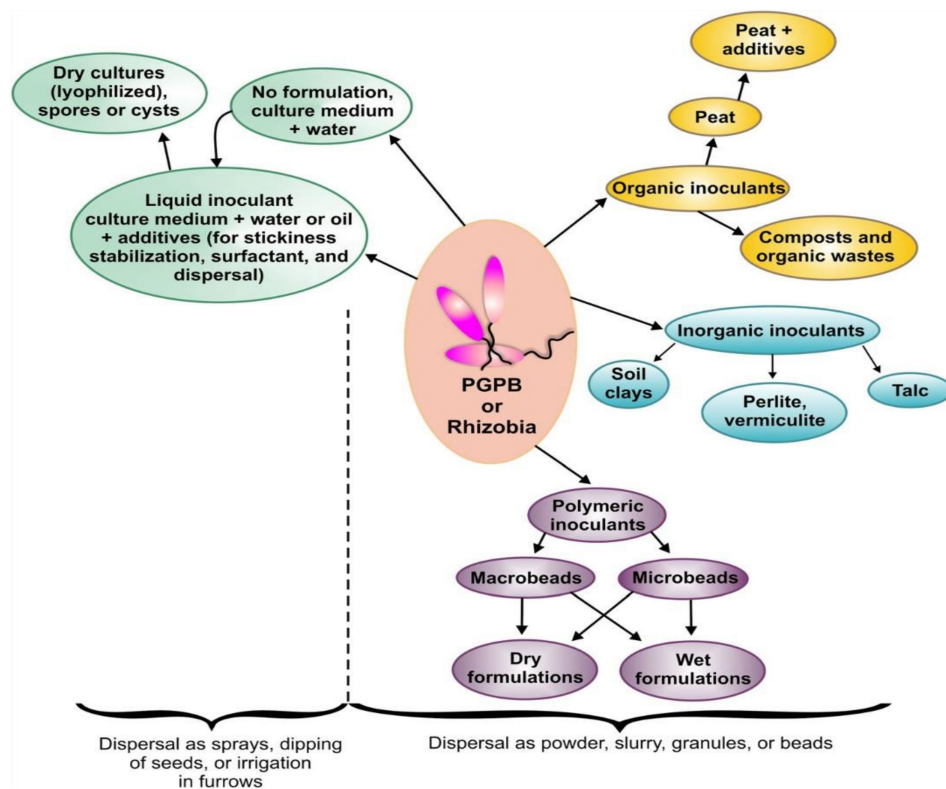 Dry cultures
(lyophilized),
spores or cysts
No formulation,
culture medium
+ water
Liquid inoculant
culture medium + water or oil
+ additives (for stickiness
stabilization, surfactant, and
dispersal)
Peat +
additives
Peat
Organic inoculants
Composts and
organic wastes
PGPB
or
Rhizobia
Inorganic inoculants
Soil
clays
Perlite,
vermiculite
Talc
Polymeric
inoculants
Macrobeads
Microbeads
Dry
formulations
Wet
formulations
Dispersal as sprays, dipping
of seeds, or irrigation
in furrows
Dispersal as powder, slurry, granules, or beads